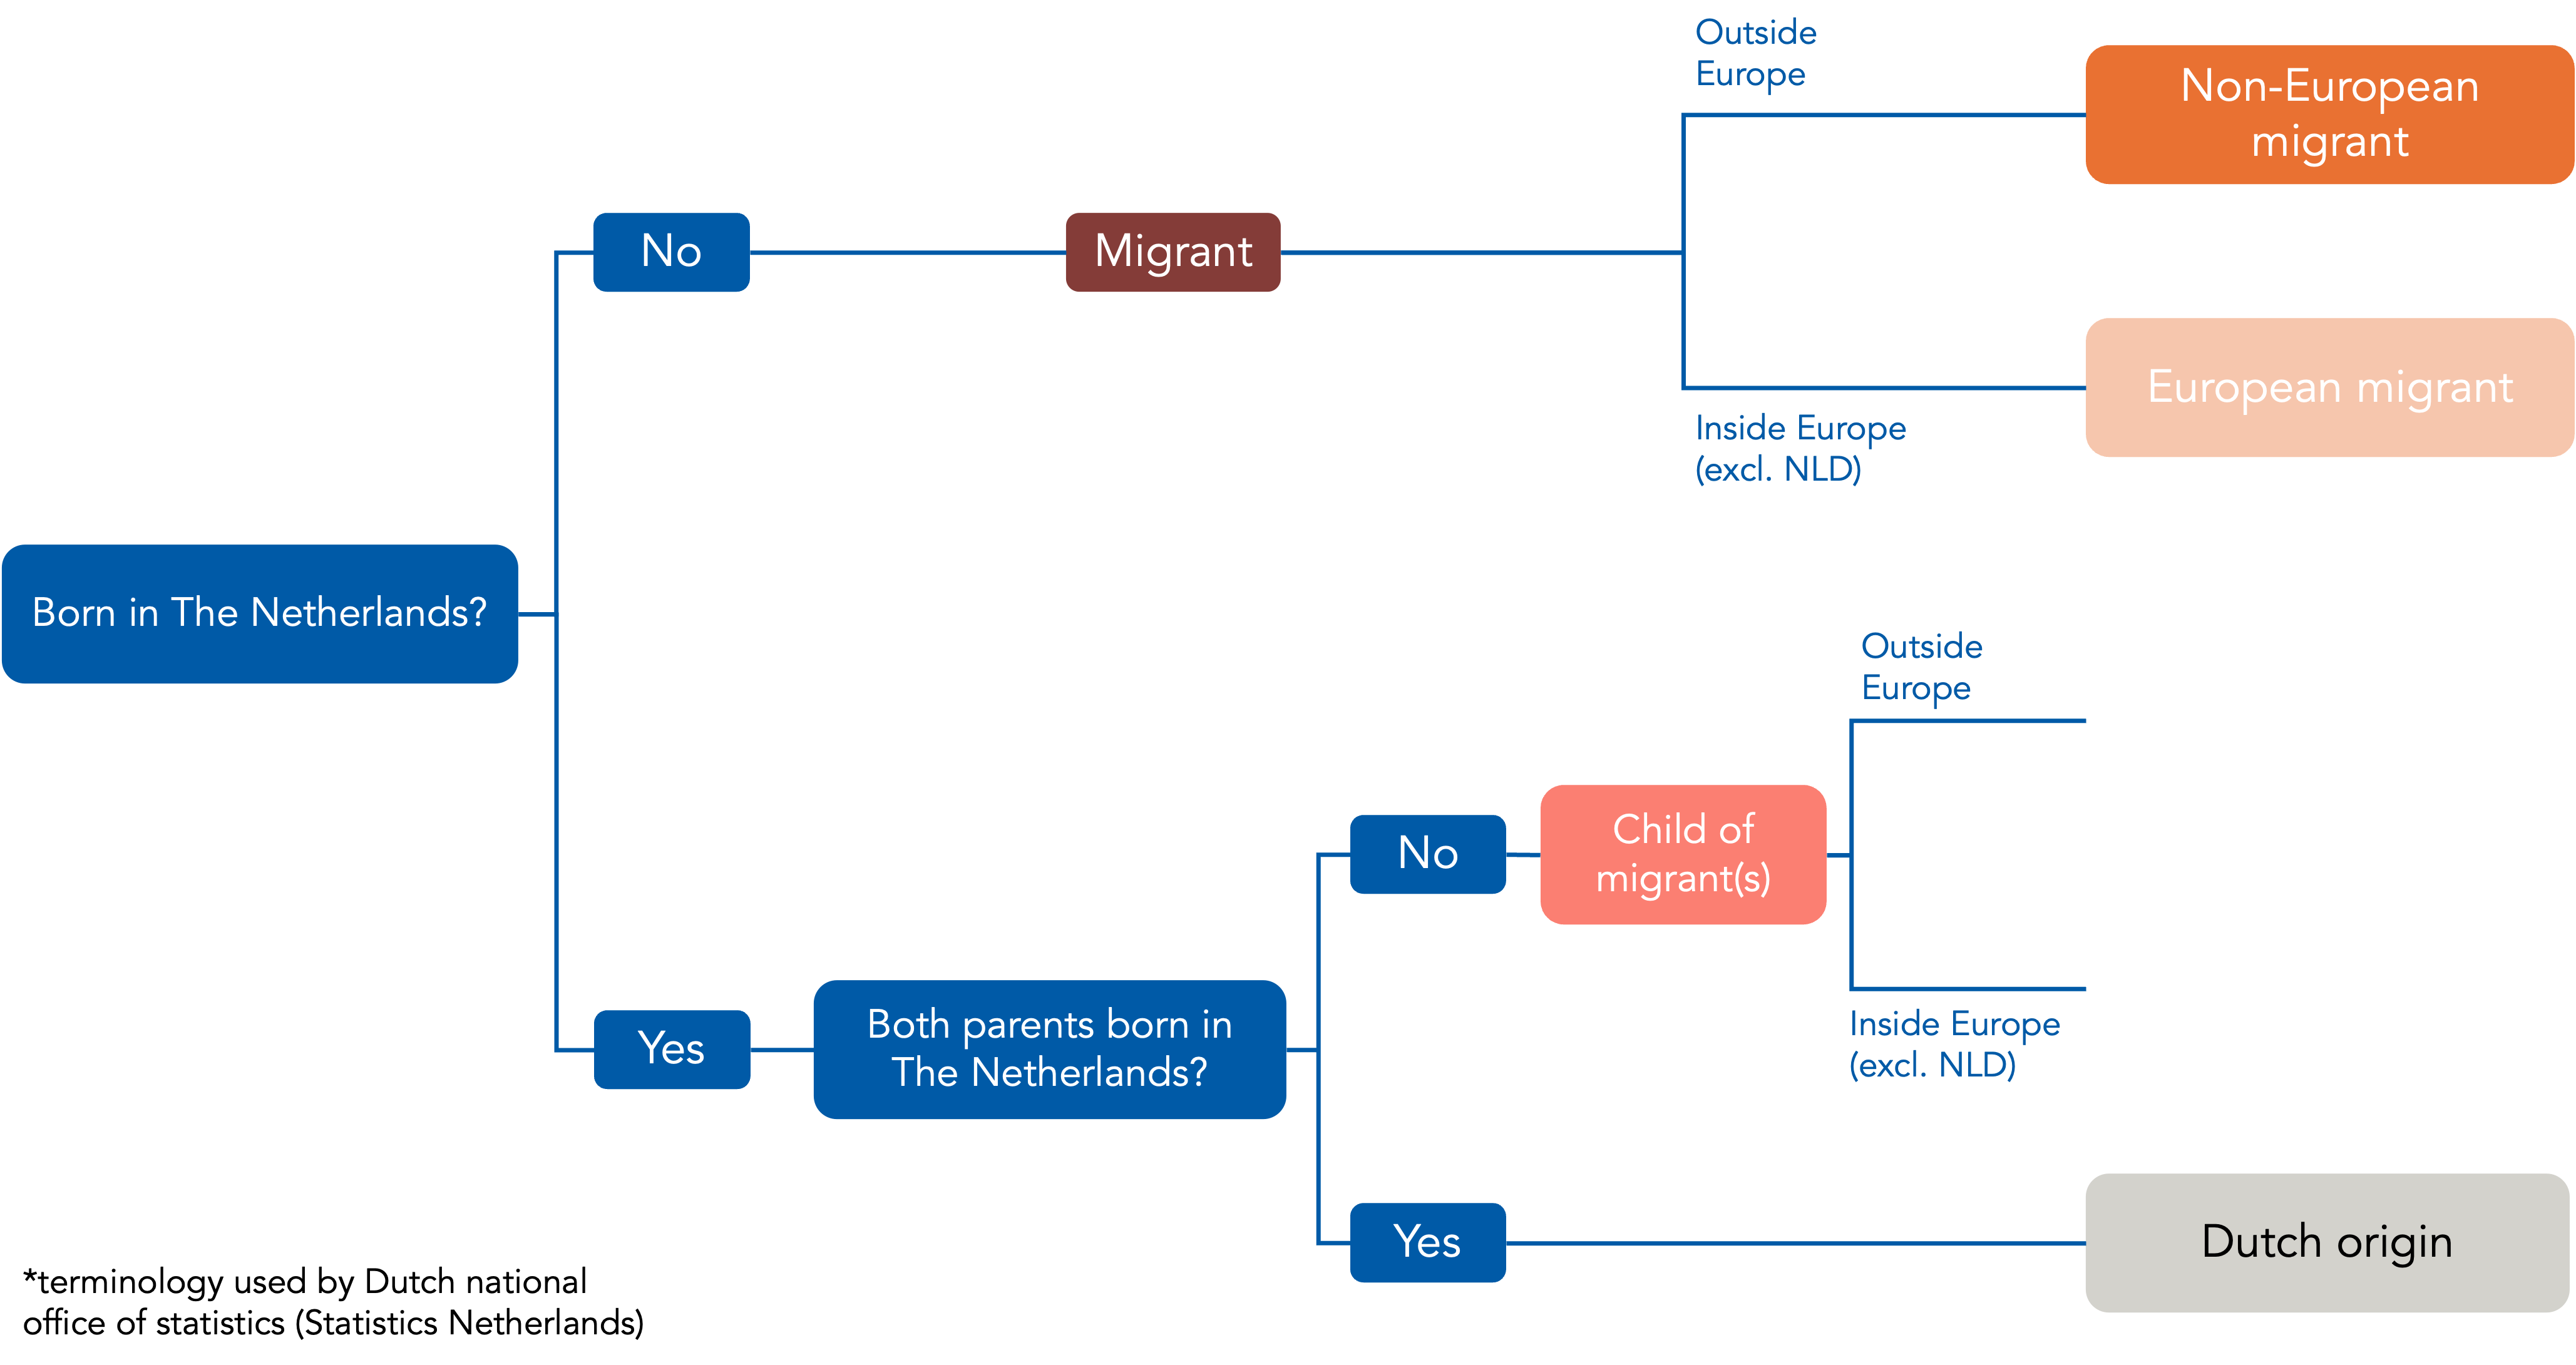 Outside
Europe
Non-European
migrant
No
Migrant
European migrant
Inside Europe
(excl. NLD)
Born in The Netherlands?
Outside
Europe
No
Child of
migrant(s)
Yes
Both parents born in
The Netherlands?
Inside Europe
(excl. NLD)
Yes
Dutch origin
*terminology used by Dutch national
office of statistics (Statistics Netherlands)